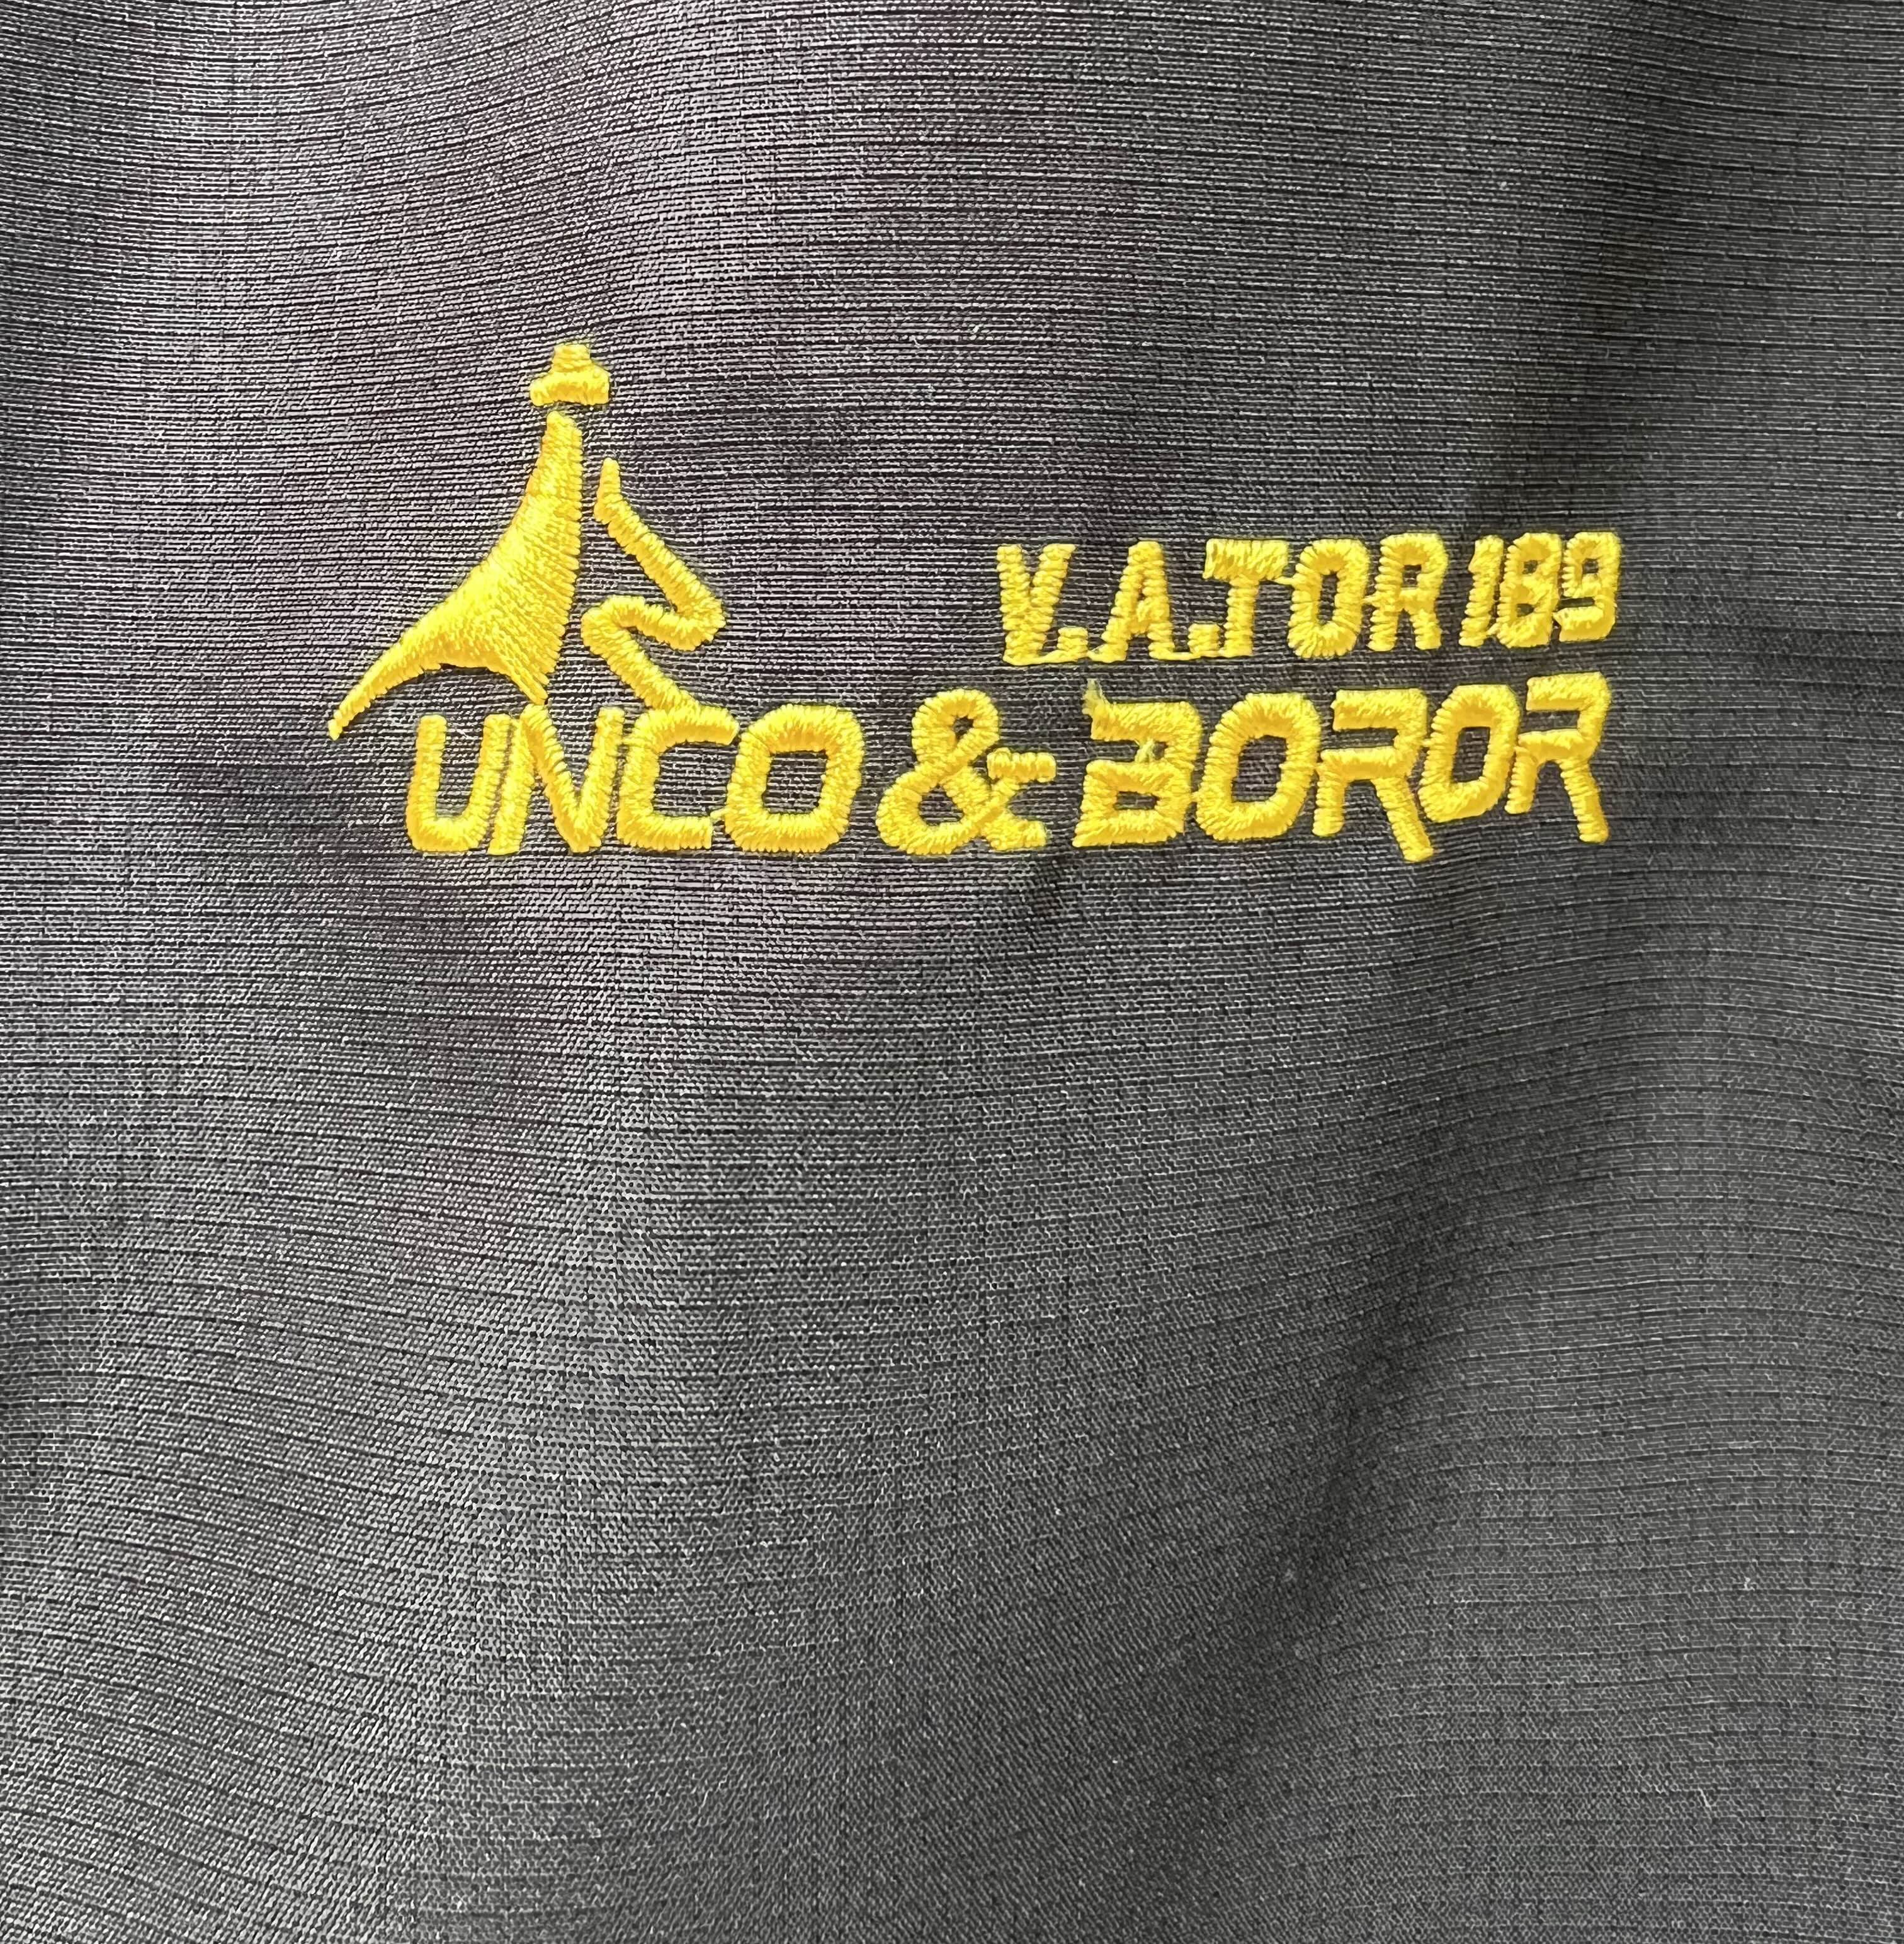 V.A.TOR 189
UNCO & BOROR